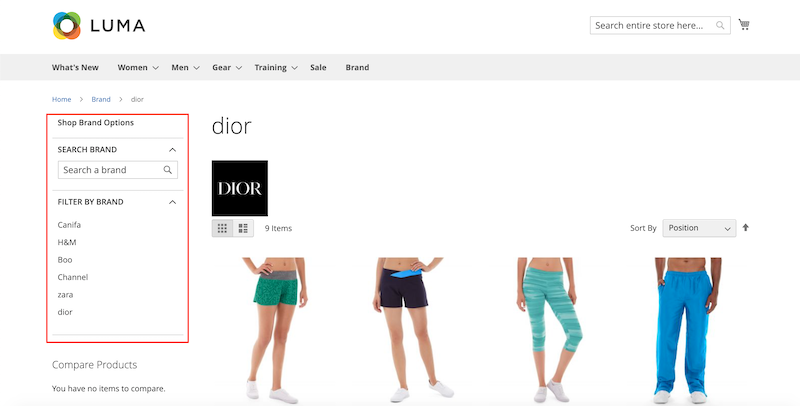 LUMA
Search entire store here...
What's New Women Men Gear Training Sale Brand
Home Brand dior
Shop Brand Options
SEARCH BRAND
Search a brand
FILTER BY BRAND
Canifa
H&M
Boo
Channel
zara
dior
Compare Products
You have no items to compare.
dior
DIOR
9 Items
Sort By Position